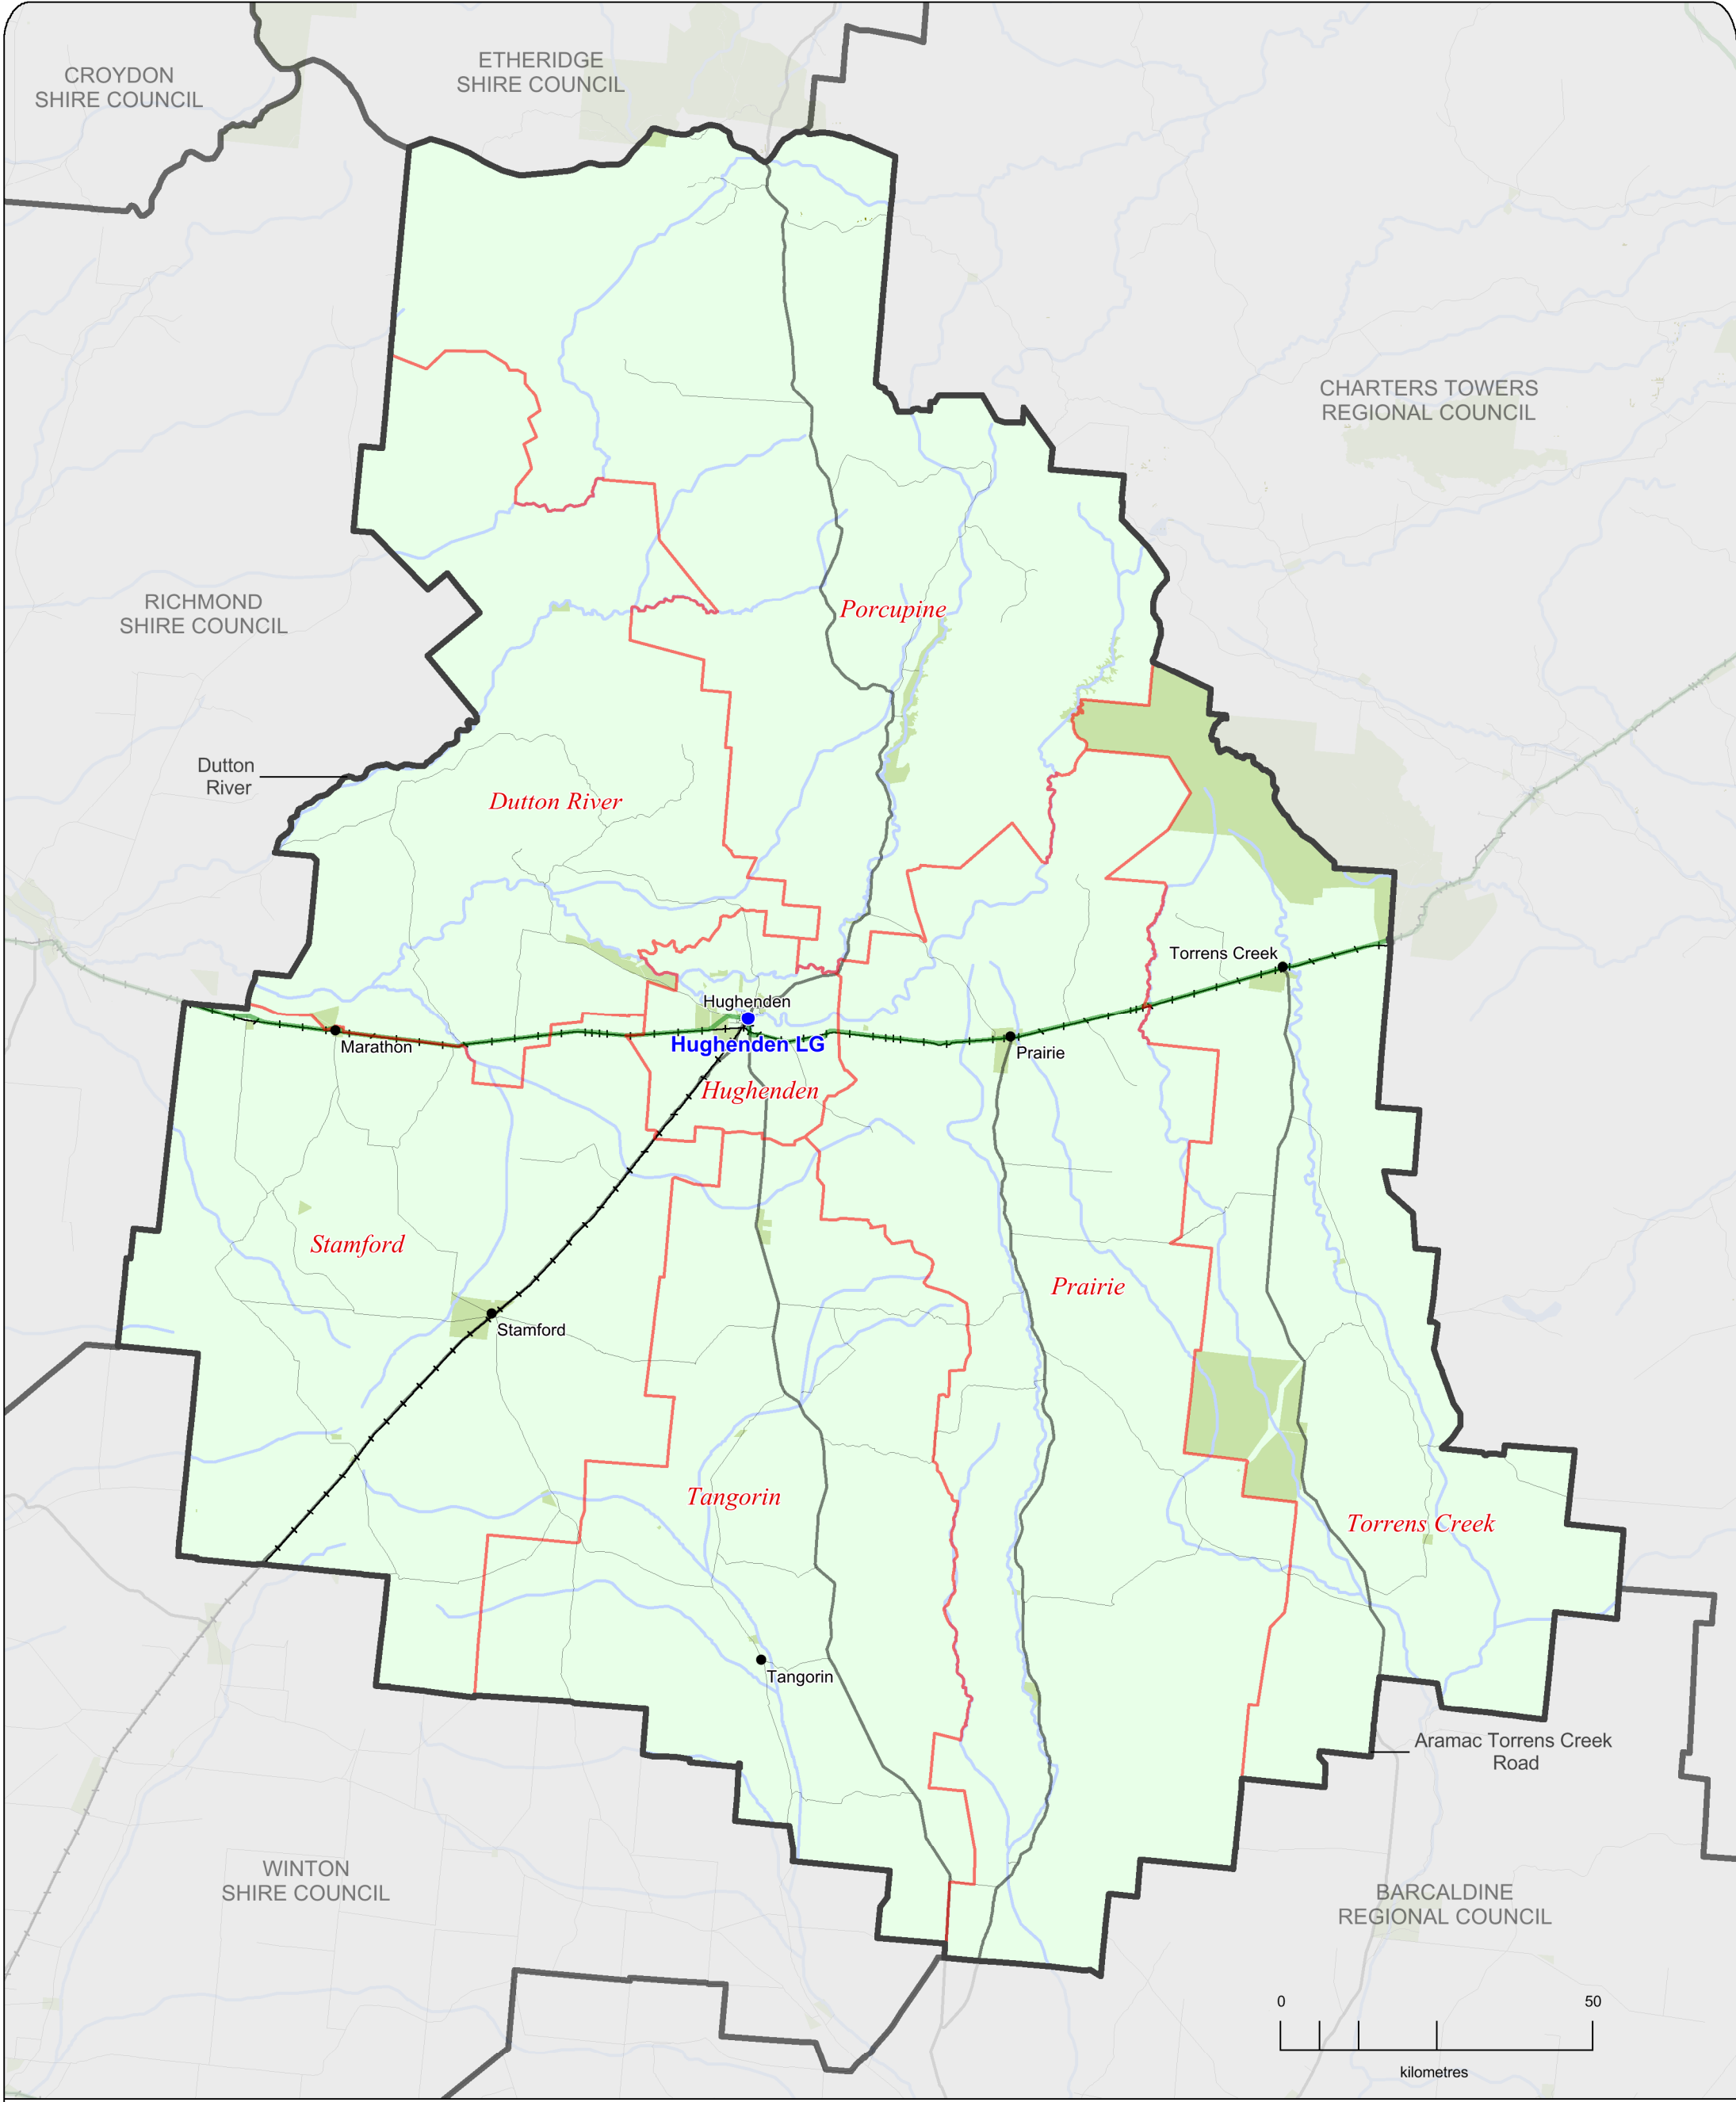 CROYDON
SHIRE COUNCIL
ETHERIDGE
SHIRE COUNCIL
CHARTERS TOWERS
REGIONAL COUNCIL
RICHMOND
SHIRE COUNCIL
Porcupine
Dutton
River
Dutton River
Torrens Creek
Hughenden
Marathon
Hughenden LG
Prairie
Hughenden
Stamford
Prairie
Stamford
Tangorin
Torrens Creek
Tangorin
Aramac Torrens Creek
Road
WINTON
SHIRE COUNCIL
BARCALDINE
REGIONAL COUNCIL
0 50
kilometres